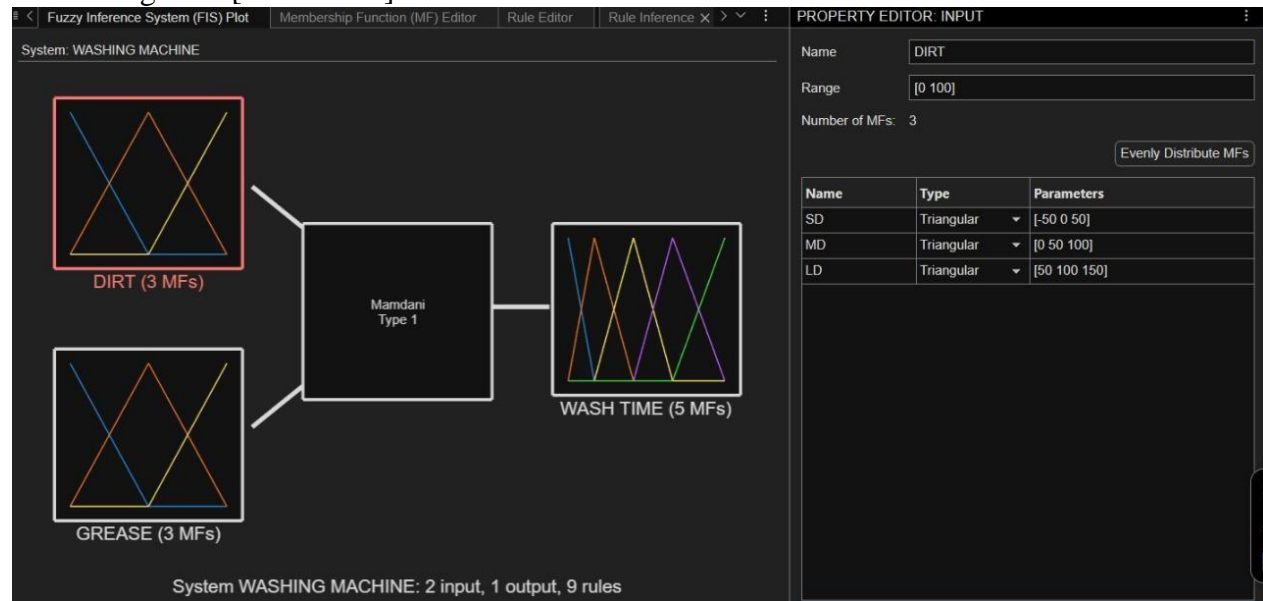 Fuzzy Inference System (FIS) Plot Membership Function (MF) Editor Rule Editor Rule Inference
PROPERTY EDITOR: INPUT
System: WASHING MACHINE
DIRT (3 MFs)
Mamdani
Type 1
WASH TIME (5 MFs)
GREASE (3 MFs)
System WASHING MACHINE: 2 input, 1 output, 9 rules
Name DIRT
Range [0 100]
Number of MFs: 3
Evenly Distribute MFs
Name Type Parameters
SD Triangular [-50 0 50]
MD Triangular [0 50 100]
LD Triangular [50 100 150]